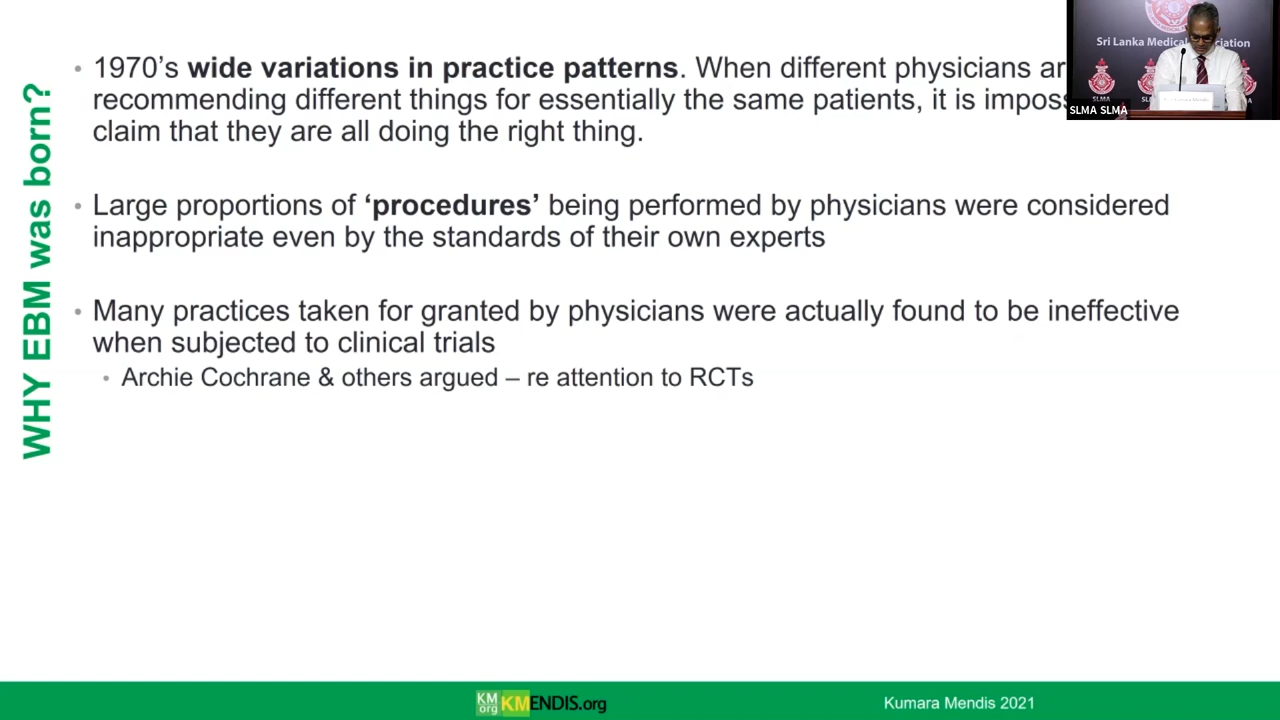 WHY EBM was born?
• 1970’s wide variations in practice patterns. When different physicians
recommending different things for essentially the same patients, it is
claim that they are all doing the right thing.
• Large proportions of ‘procedures’ being performed by physicians were considered
inappropriate even by the standards of their own experts
• Many practices taken for granted by physicians were actually found to be ineffective
when subjected to clinical trials
• Archie Cochrane & others argued – re attention to RCTs
Sri Lanka Medical
SLMA
SLMA SLMA
KM
org
KMENDIS.org
Kumara Mendis 2021